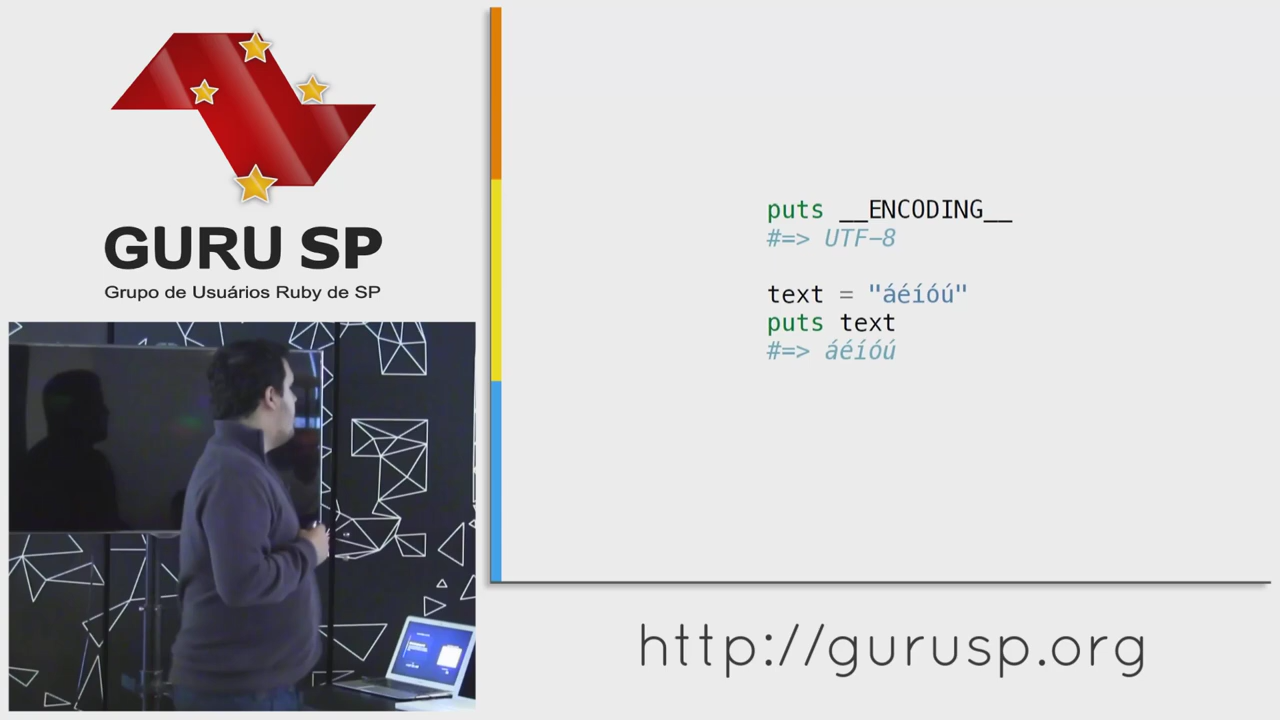 GURU SP
Grupo de Usuários Ruby de SP
puts __ENCODING__
#=> UTF-8
text = "áéíóú"
puts text
#=> áéíóú
http://gurusp.org